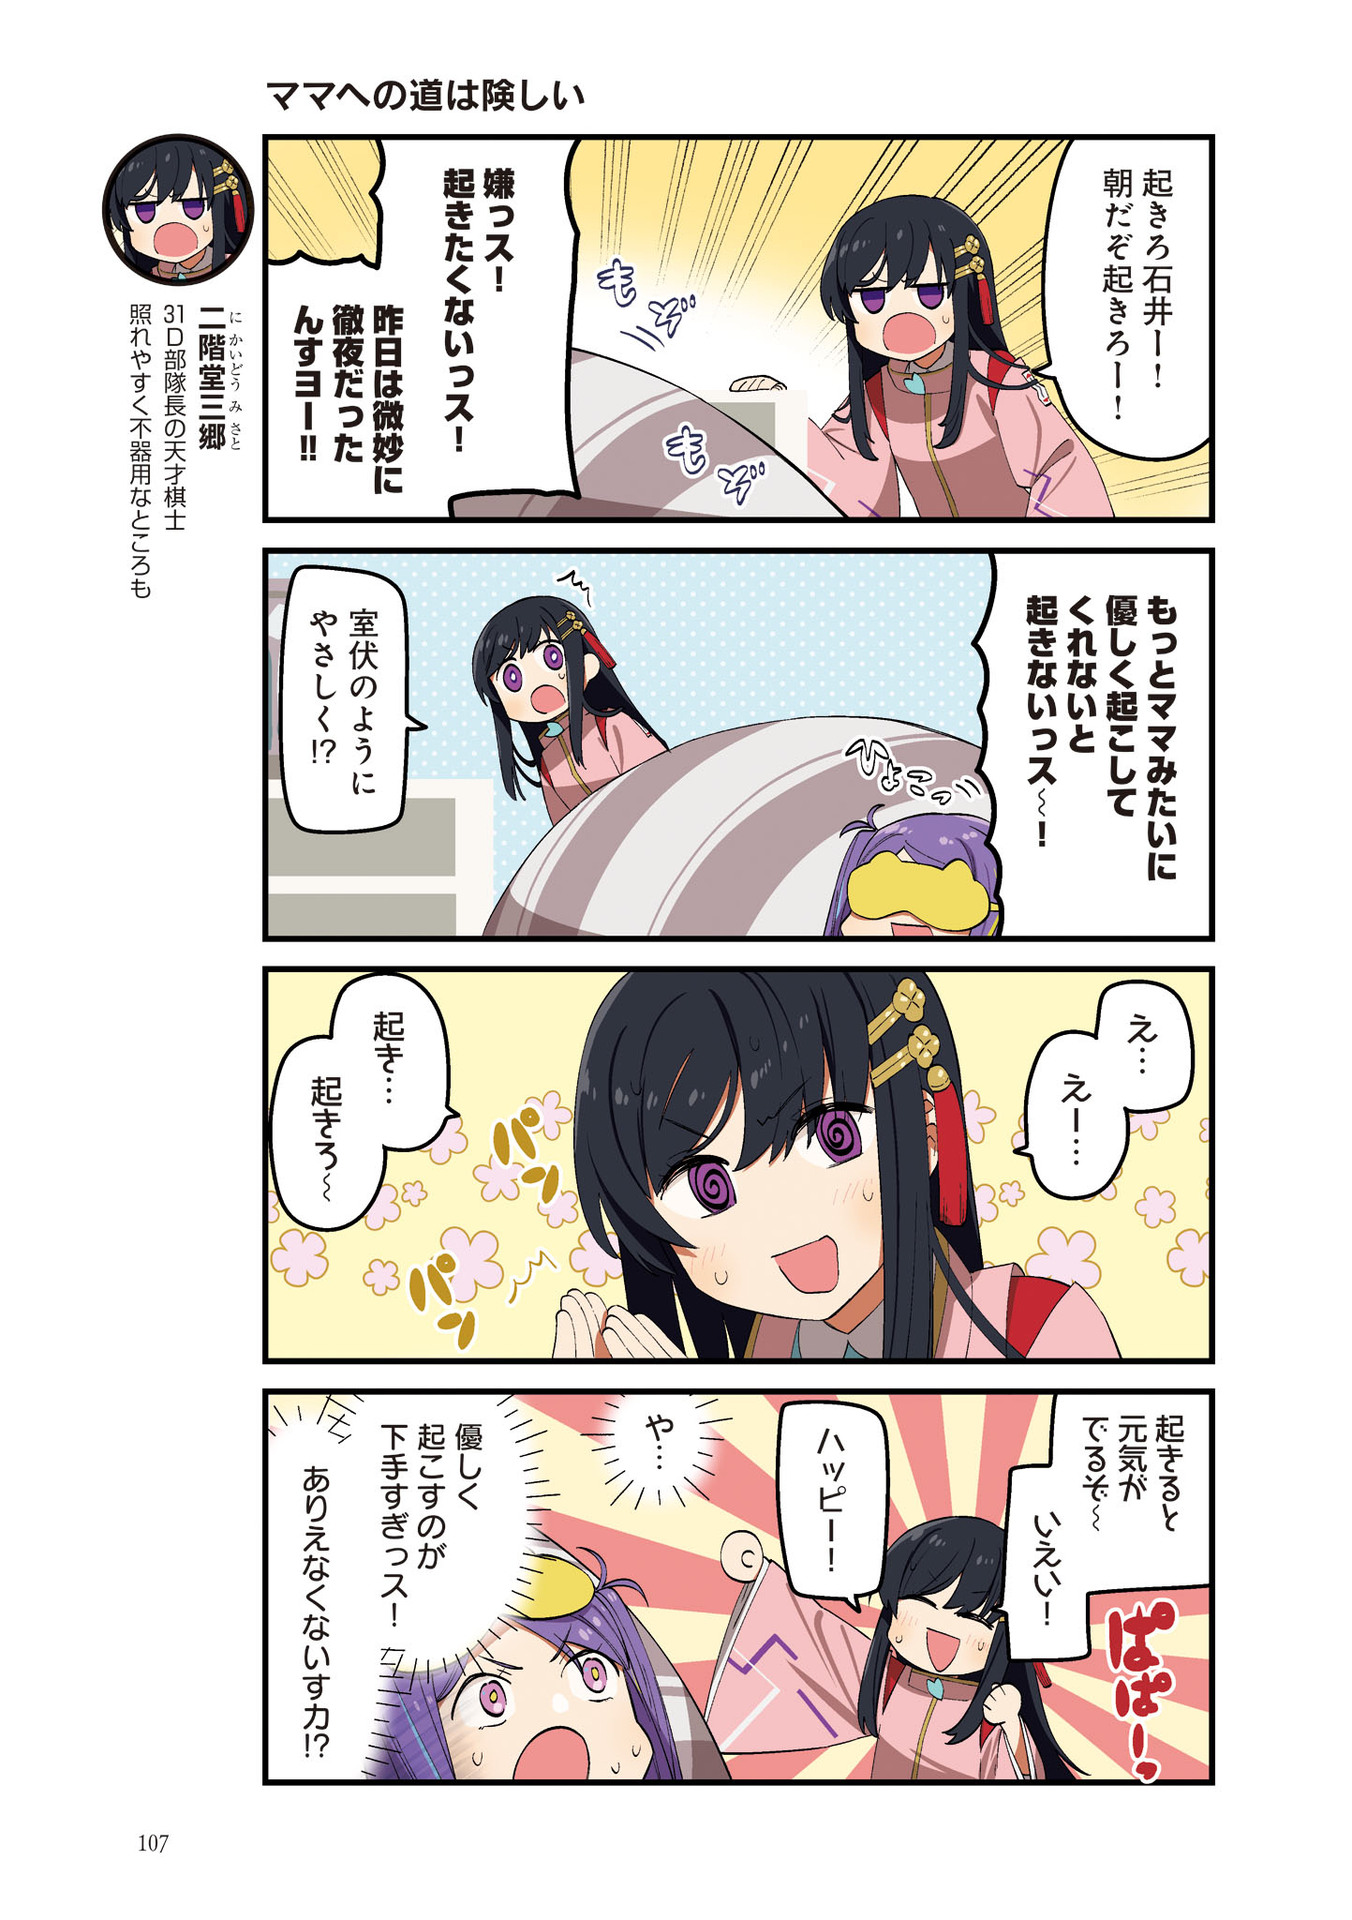 ママへの道は険しい
起きろ石井ー!
朝だぞ起きろー!
もぞ
もぞ
嫌っス!
起きたくないっス!
昨日は微妙に
徹夜だった
んすヨー!!
にかいどうみさと
二階堂三郷
31D部隊長の天才棋士
照れやすく不器用なところも
もっとママみたいに
優しく起こして
くれないと
起きないっス〜!
ひょこっ
室伏のように
やさしく!?
え…
えー…
パン
パン
起き…
起きろ〜
起きると
元気が
でるぞ〜
いえい!
ぱぱーっ
ハッピー!
や…
優しく
起こすのが
下手すぎっス!
ありえなくないすカ!?
107